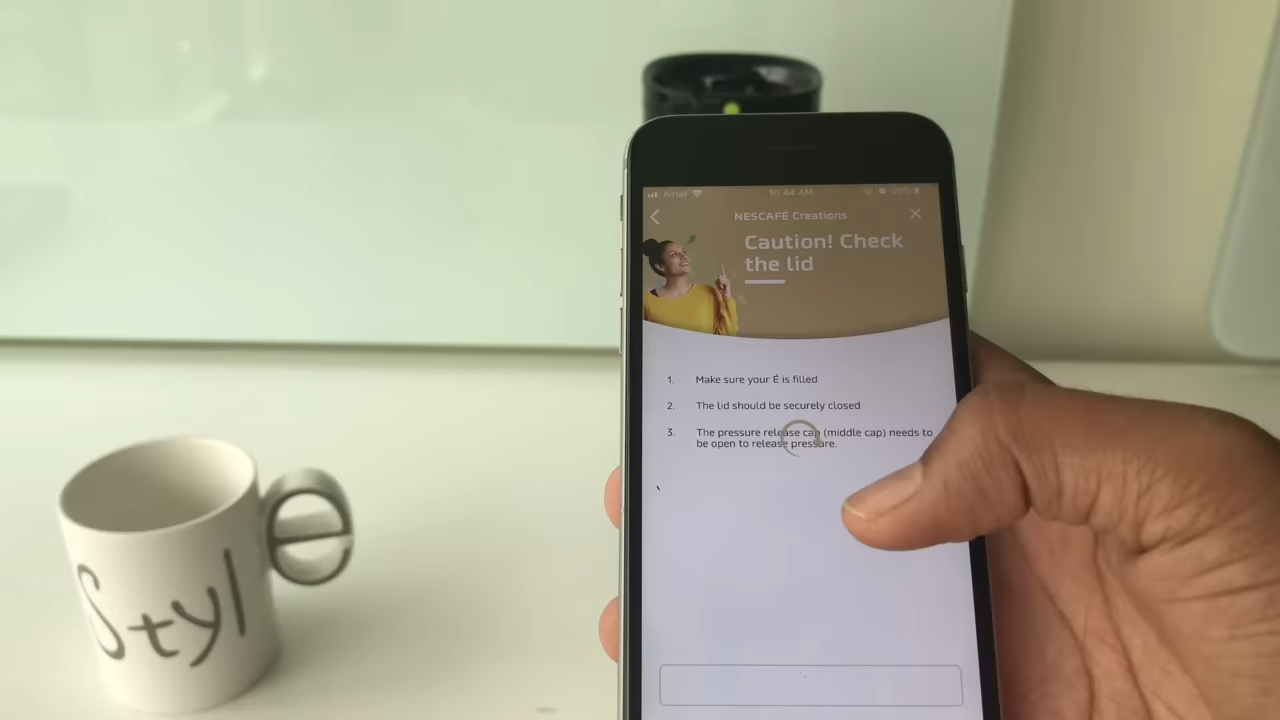 Airtel 10:44 AM 35%
NESCAFÉ Creations
Caution! Check
the lid
1. Make sure your É is filled
2. The lid should be securely closed
3. The pressure release cap (middle cap) needs to
be open to release pressure.
Style